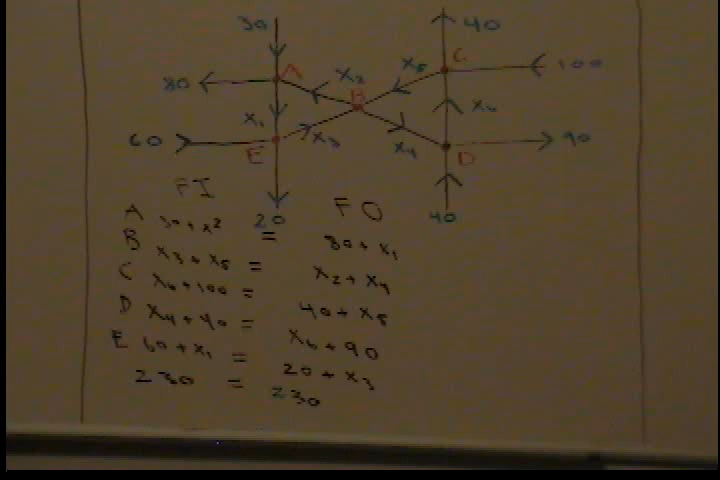 30
40
A
x2
x5
C
80
B
100
x1
x6
60
x3
x4
90
E
D
FI
20
FO
40
A 30+x2 = 80+x1
B x3+x5 = x2+x4
C x6+100 = 40+x5
D x4+40 = x6+90
E 60+x1 = 20+x3
230 = 230